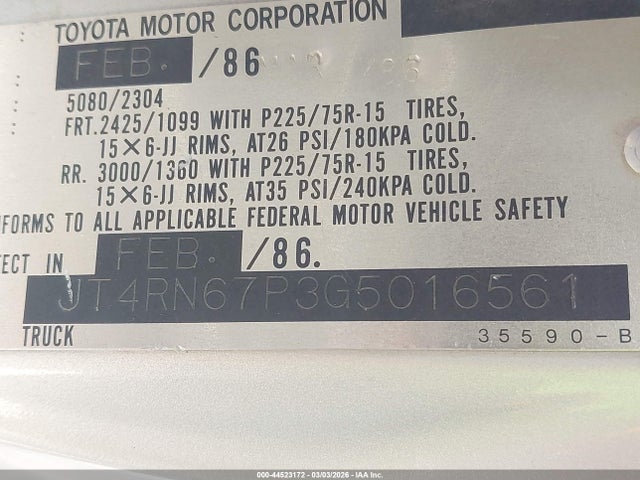 TOYOTA MOTOR CORPORATION
FEB. /86
5080/2304
FRT.2425/1099 WITH P225/75R-15 TIRES,
15×6-JJ RIMS, AT26 PSI/180KPA COLD.
RR. 3000/1360 WITH P225/75R-15 TIRES,
15×6-JJ RIMS, AT35 PSI/240KPA COLD.
NFORMS TO ALL APPLICABLE FEDERAL MOTOR VEHICLE SAFETY
FECT IN FEB. /86.
JT4RN67P3G5016561
TRUCK 35590-B
000-44523172 - 03/03/2026 - IAA Inc.